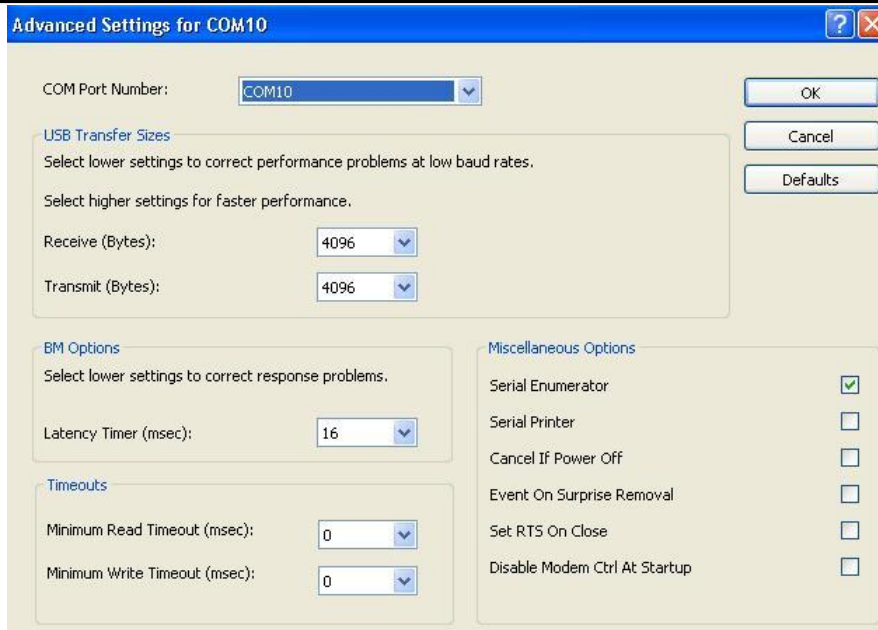 Advanced Settings for COM10
COM Port Number:
COM10
OK
Cancel
Defaults
USB Transfer Sizes
Select lower settings to correct performance problems at low baud rates.
Select higher settings for faster performance.
Receive (Bytes):
4096
Transmit (Bytes):
4096
BM Options
Select lower settings to correct response problems.
Latency Timer (msec):
16
Timeouts
Minimum Read Timeout (msec):
0
Minimum Write Timeout (msec):
0
Miscellaneous Options
Serial Enumerator
Serial Printer
Cancel If Power Off
Event On Surprise Removal
Set RTS On Close
Disable Modem Ctrl At Startup